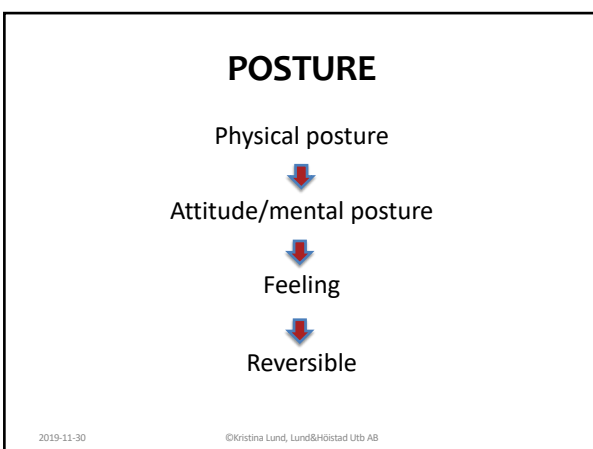 POSTURE
Physical posture
Attitude/mental posture
Feeling
Reversible
2019-11-30 ©Kristina Lund, Lund&Höistad Utb AB